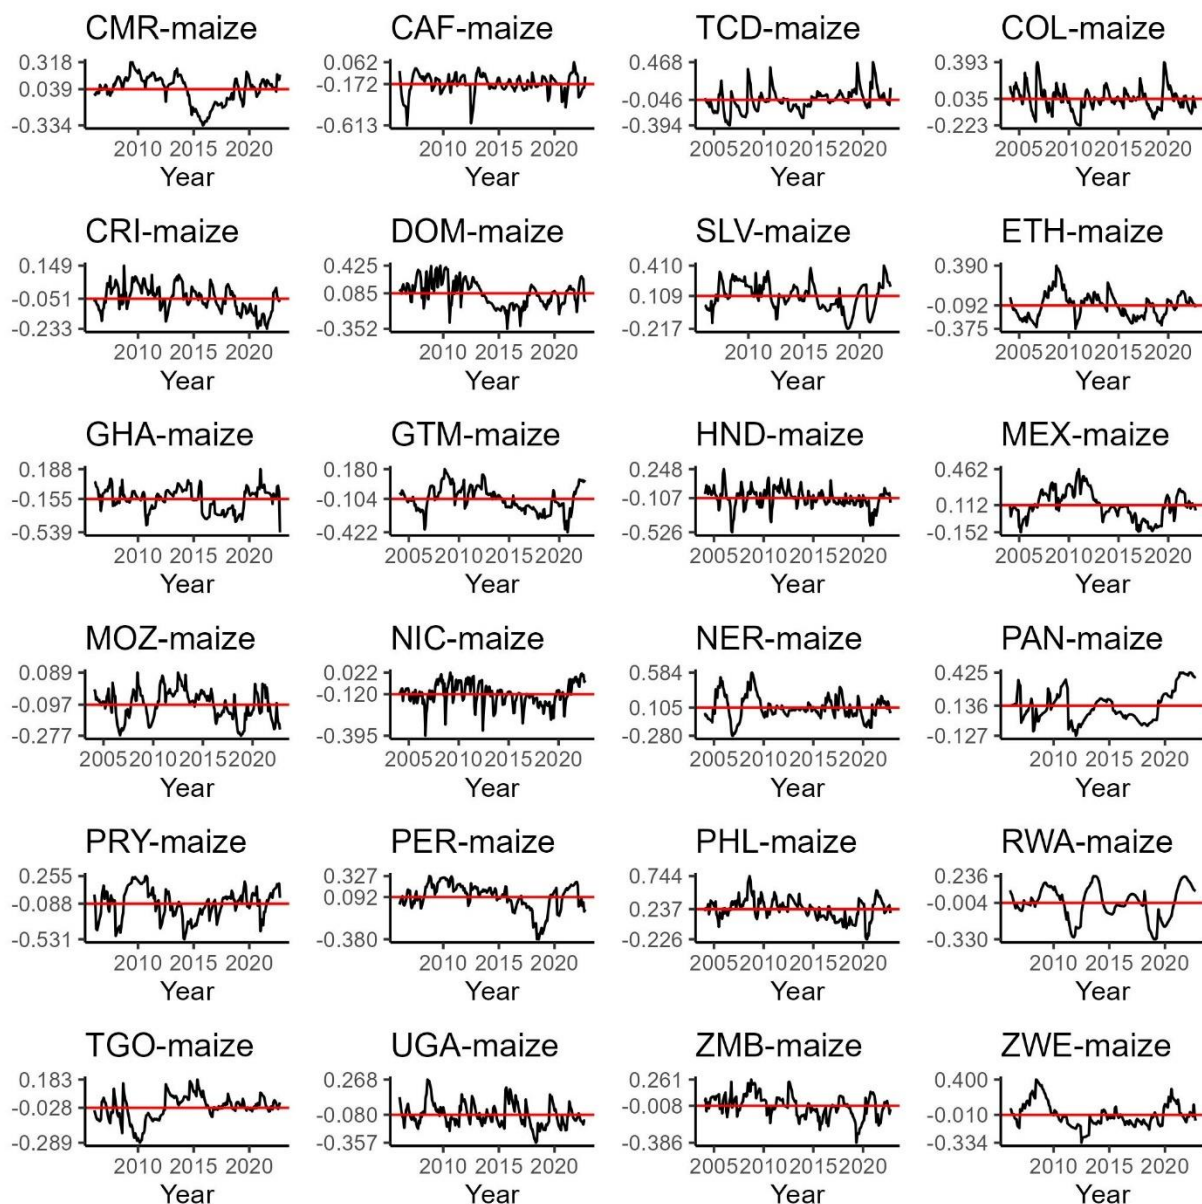 CMR-maize CAF-maize TCD-maize COL-maize
0.318 0.062 0.468 0.393
0.039 -0.172 -0.046 0.035
-0.334 -0.613 -0.394 -0.223
2010 2015 2020 2010 2015 2020 2005 2010 2015 2020 2005 2010 2015 2020
Year Year Year Year
CRI-maize DOM-maize SLV-maize ETH-maize
0.149 0.425 0.410 0.390
-0.051 0.085 0.109 -0.092
-0.233 -0.352 -0.217 -0.375
2010 2015 2020 2010 2015 2020 2010 2015 2020 2005 2010 2015 2020
Year Year Year Year
GHA-maize GTM-maize HND-maize MEX-maize
0.188 0.180 0.248 0.462
-0.155 -0.104 -0.107 0.112
-0.539 -0.422 -0.526 -0.152
2010 2015 2020 2005 2010 2015 2020 2005 2010 2015 2020 2005 2010 2015 2020
Year Year Year Year
MOZ-maize NIC-maize NER-maize PAN-maize
0.089 0.022 0.584 0.425
-0.097 -0.120 0.105 0.136
-0.277 -0.395 -0.280 -0.127
2005 2010 2015 2020 2005 2010 2015 2020 2005 2010 2015 2020 2010 2015 2020
Year Year Year Year
PRY-maize PER-maize PHL-maize RWA-maize
0.255 0.327 0.744 0.236
-0.088 0.092 0.237 -0.004
-0.531 -0.380 -0.226 -0.330
2010 2015 2020 2010 2015 2020 2005 2010 2015 2020 2010 2015 2020
Year Year Year Year
TGO-maize UGA-maize ZMB-maize ZWE-maize
0.183 0.268 0.261 0.400
-0.028 -0.080 -0.008 -0.010
-0.289 -0.357 -0.386 -0.334
2010 2015 2020 2010 2015 2020 2005 2010 2015 2020 2010 2015 2020
Year Year Year Year